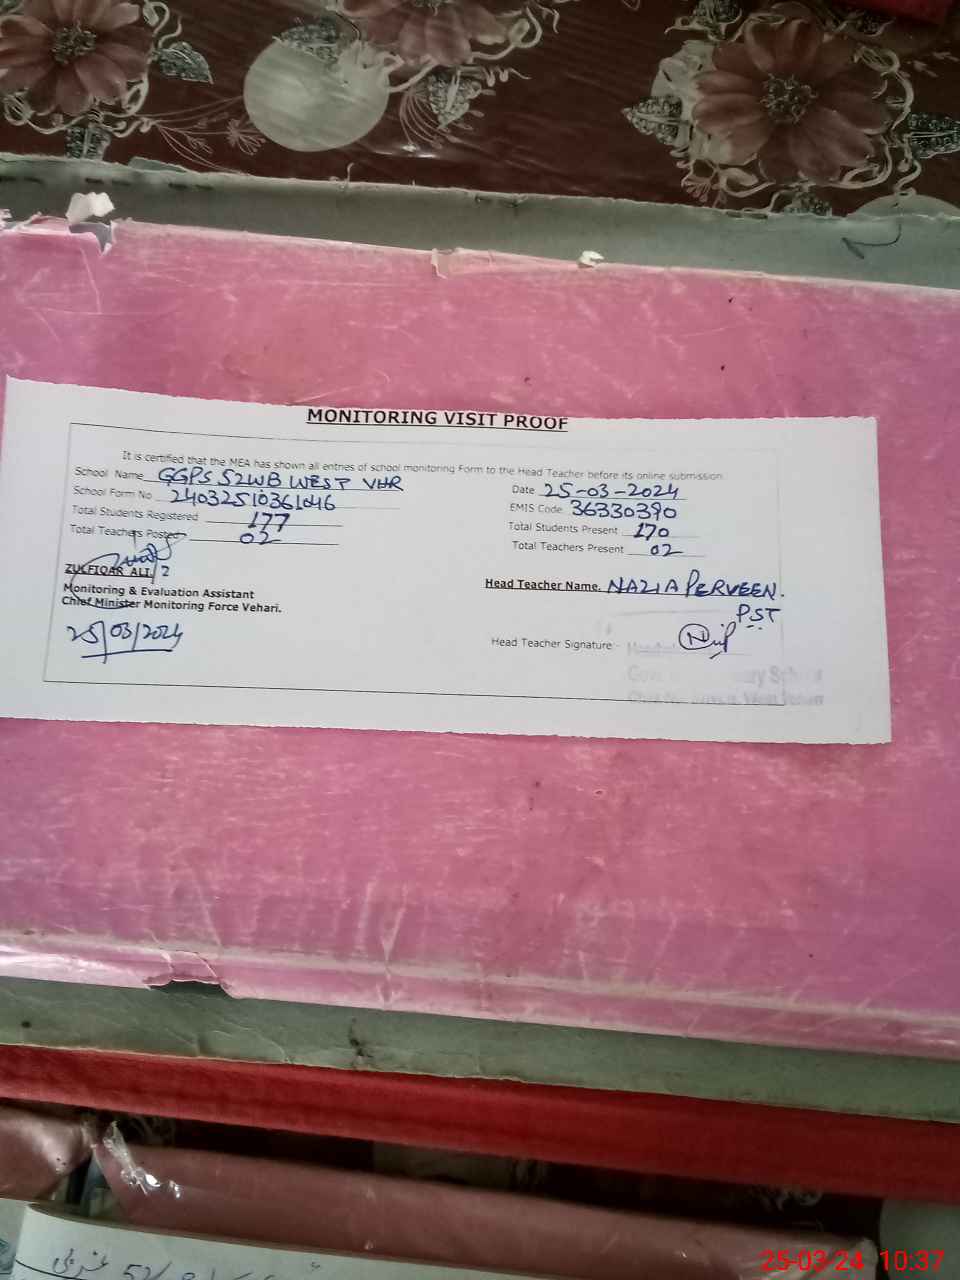 MONITORING VISIT PROOF
It is certified that the MEA has shown all entries of school monitoring Form to the Head Teacher before its online submission.
School Name GGPS 52WB WEST VHR
Date 25-03-2024
School Form No 24032510361046
EMIS Code 36330390
Total Students Registered 177
Total Students Present 170
Total Teachers Posted 02
Total Teachers Present 02
ZULFIQAR ALI 2
Monitoring & Evaluation Assistant
Chief Minister Monitoring Force Vehari.
25/03/2024
Head Teacher Name. NAZIA PERVEEN.
PST
Head Teacher Signature:-
25-03-24 10:37